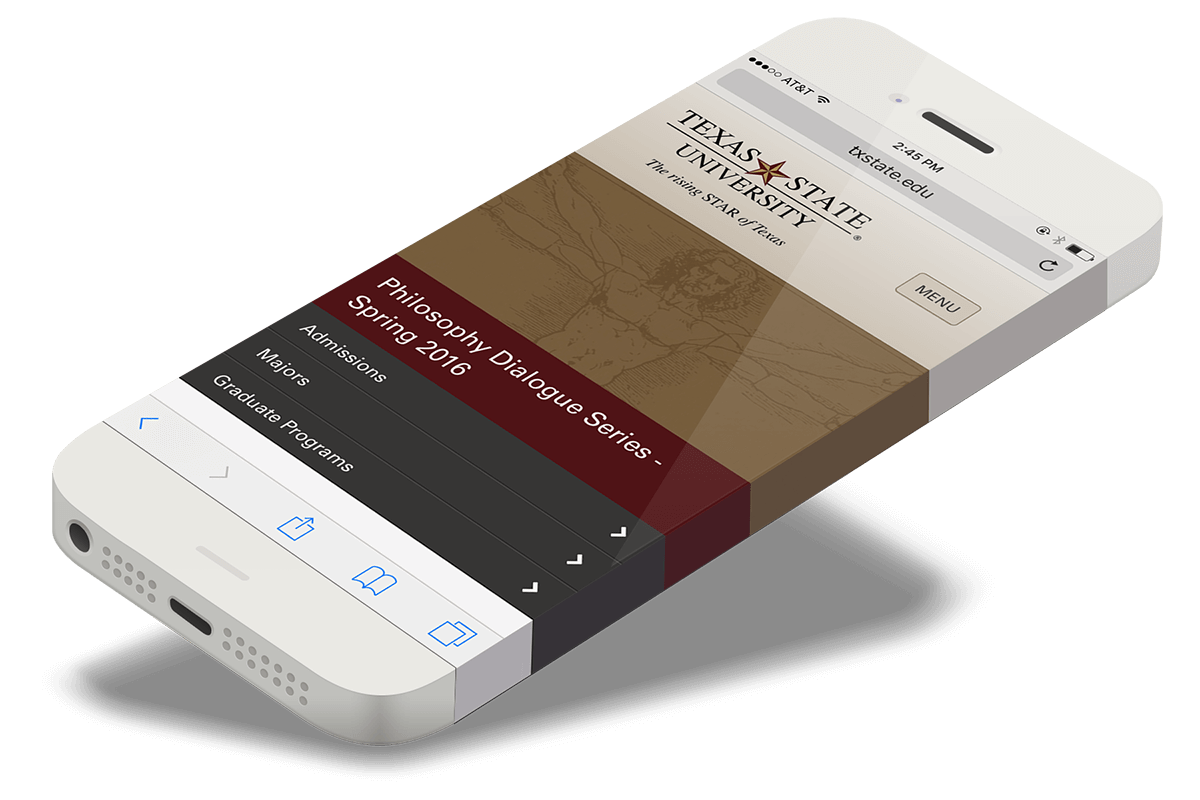 AT&T
2:45 PM
txstate.edu
TEXAS STATE
UNIVERSITY
®
The rising STAR of Texas
MENU
Philosophy Dialogue Series -
Spring 2016
Admissions
Majors
Graduate Programs